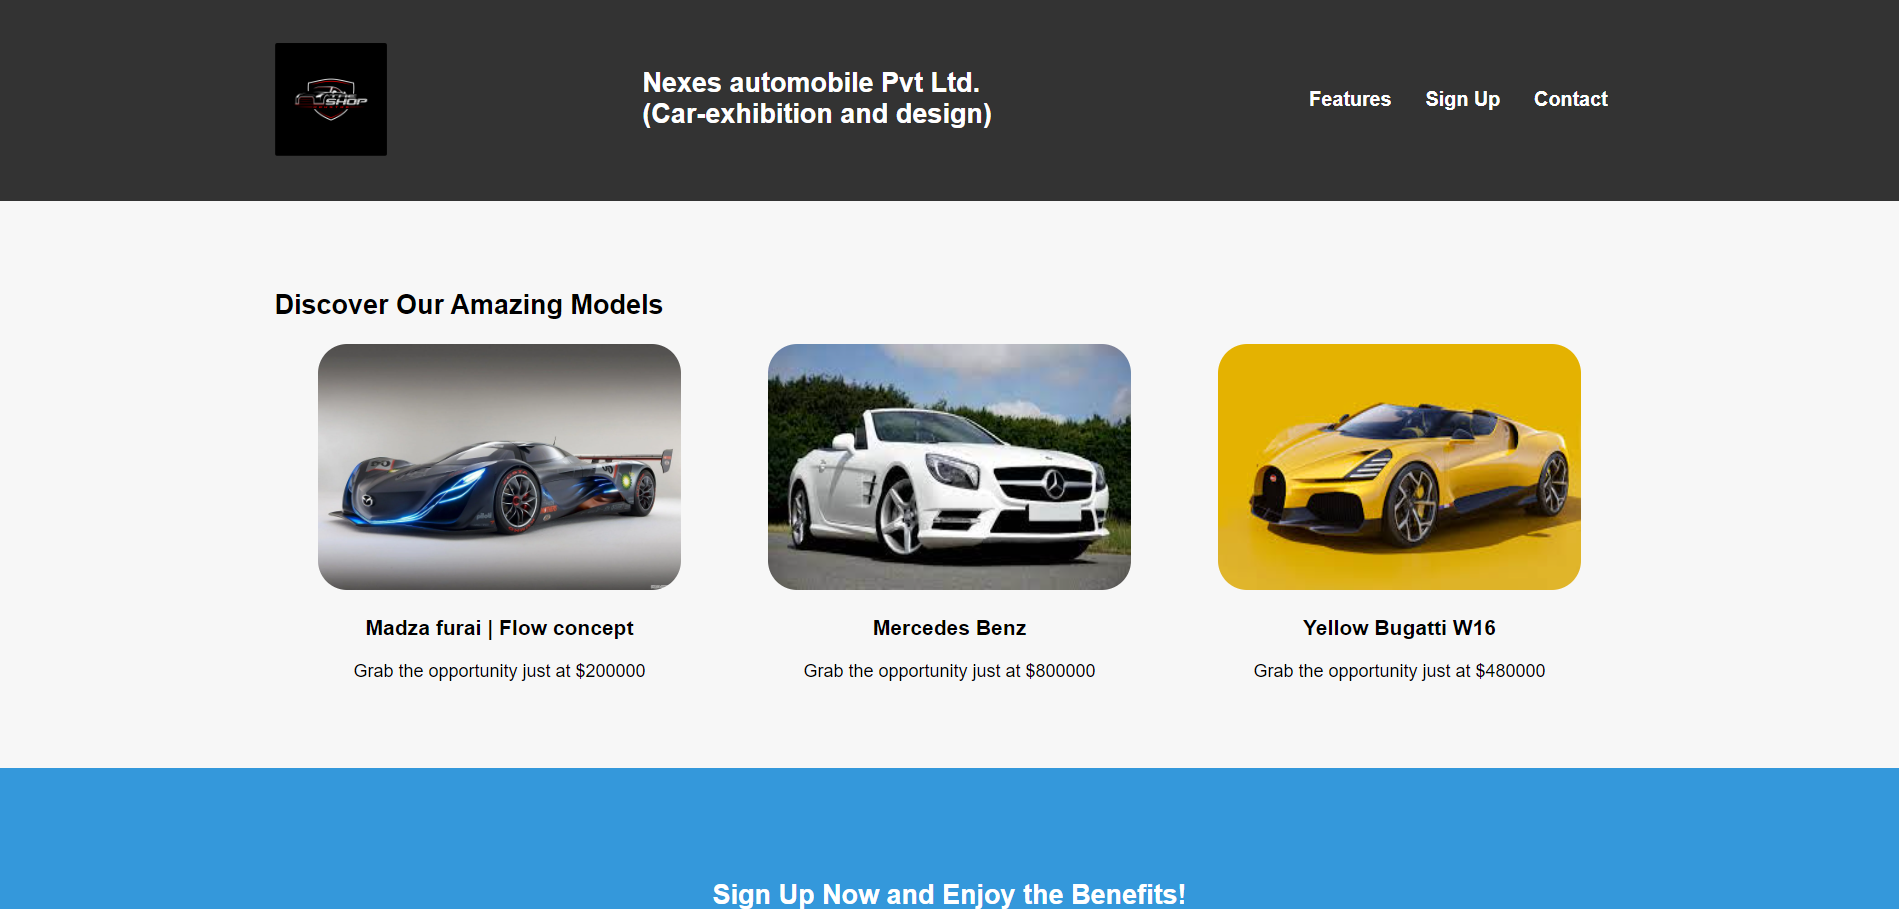 SHOP
Nexes automobile Pvt Ltd.
(Car-exhibition and design)
Features
Sign Up
Contact
Discover Our Amazing Models
Madza furai | Flow concept
Mercedes Benz
Yellow Bugatti W16
Grab the opportunity just at $200000
Grab the opportunity just at $800000
Grab the opportunity just at $480000
Sign Up Now and Enjoy the Benefits!